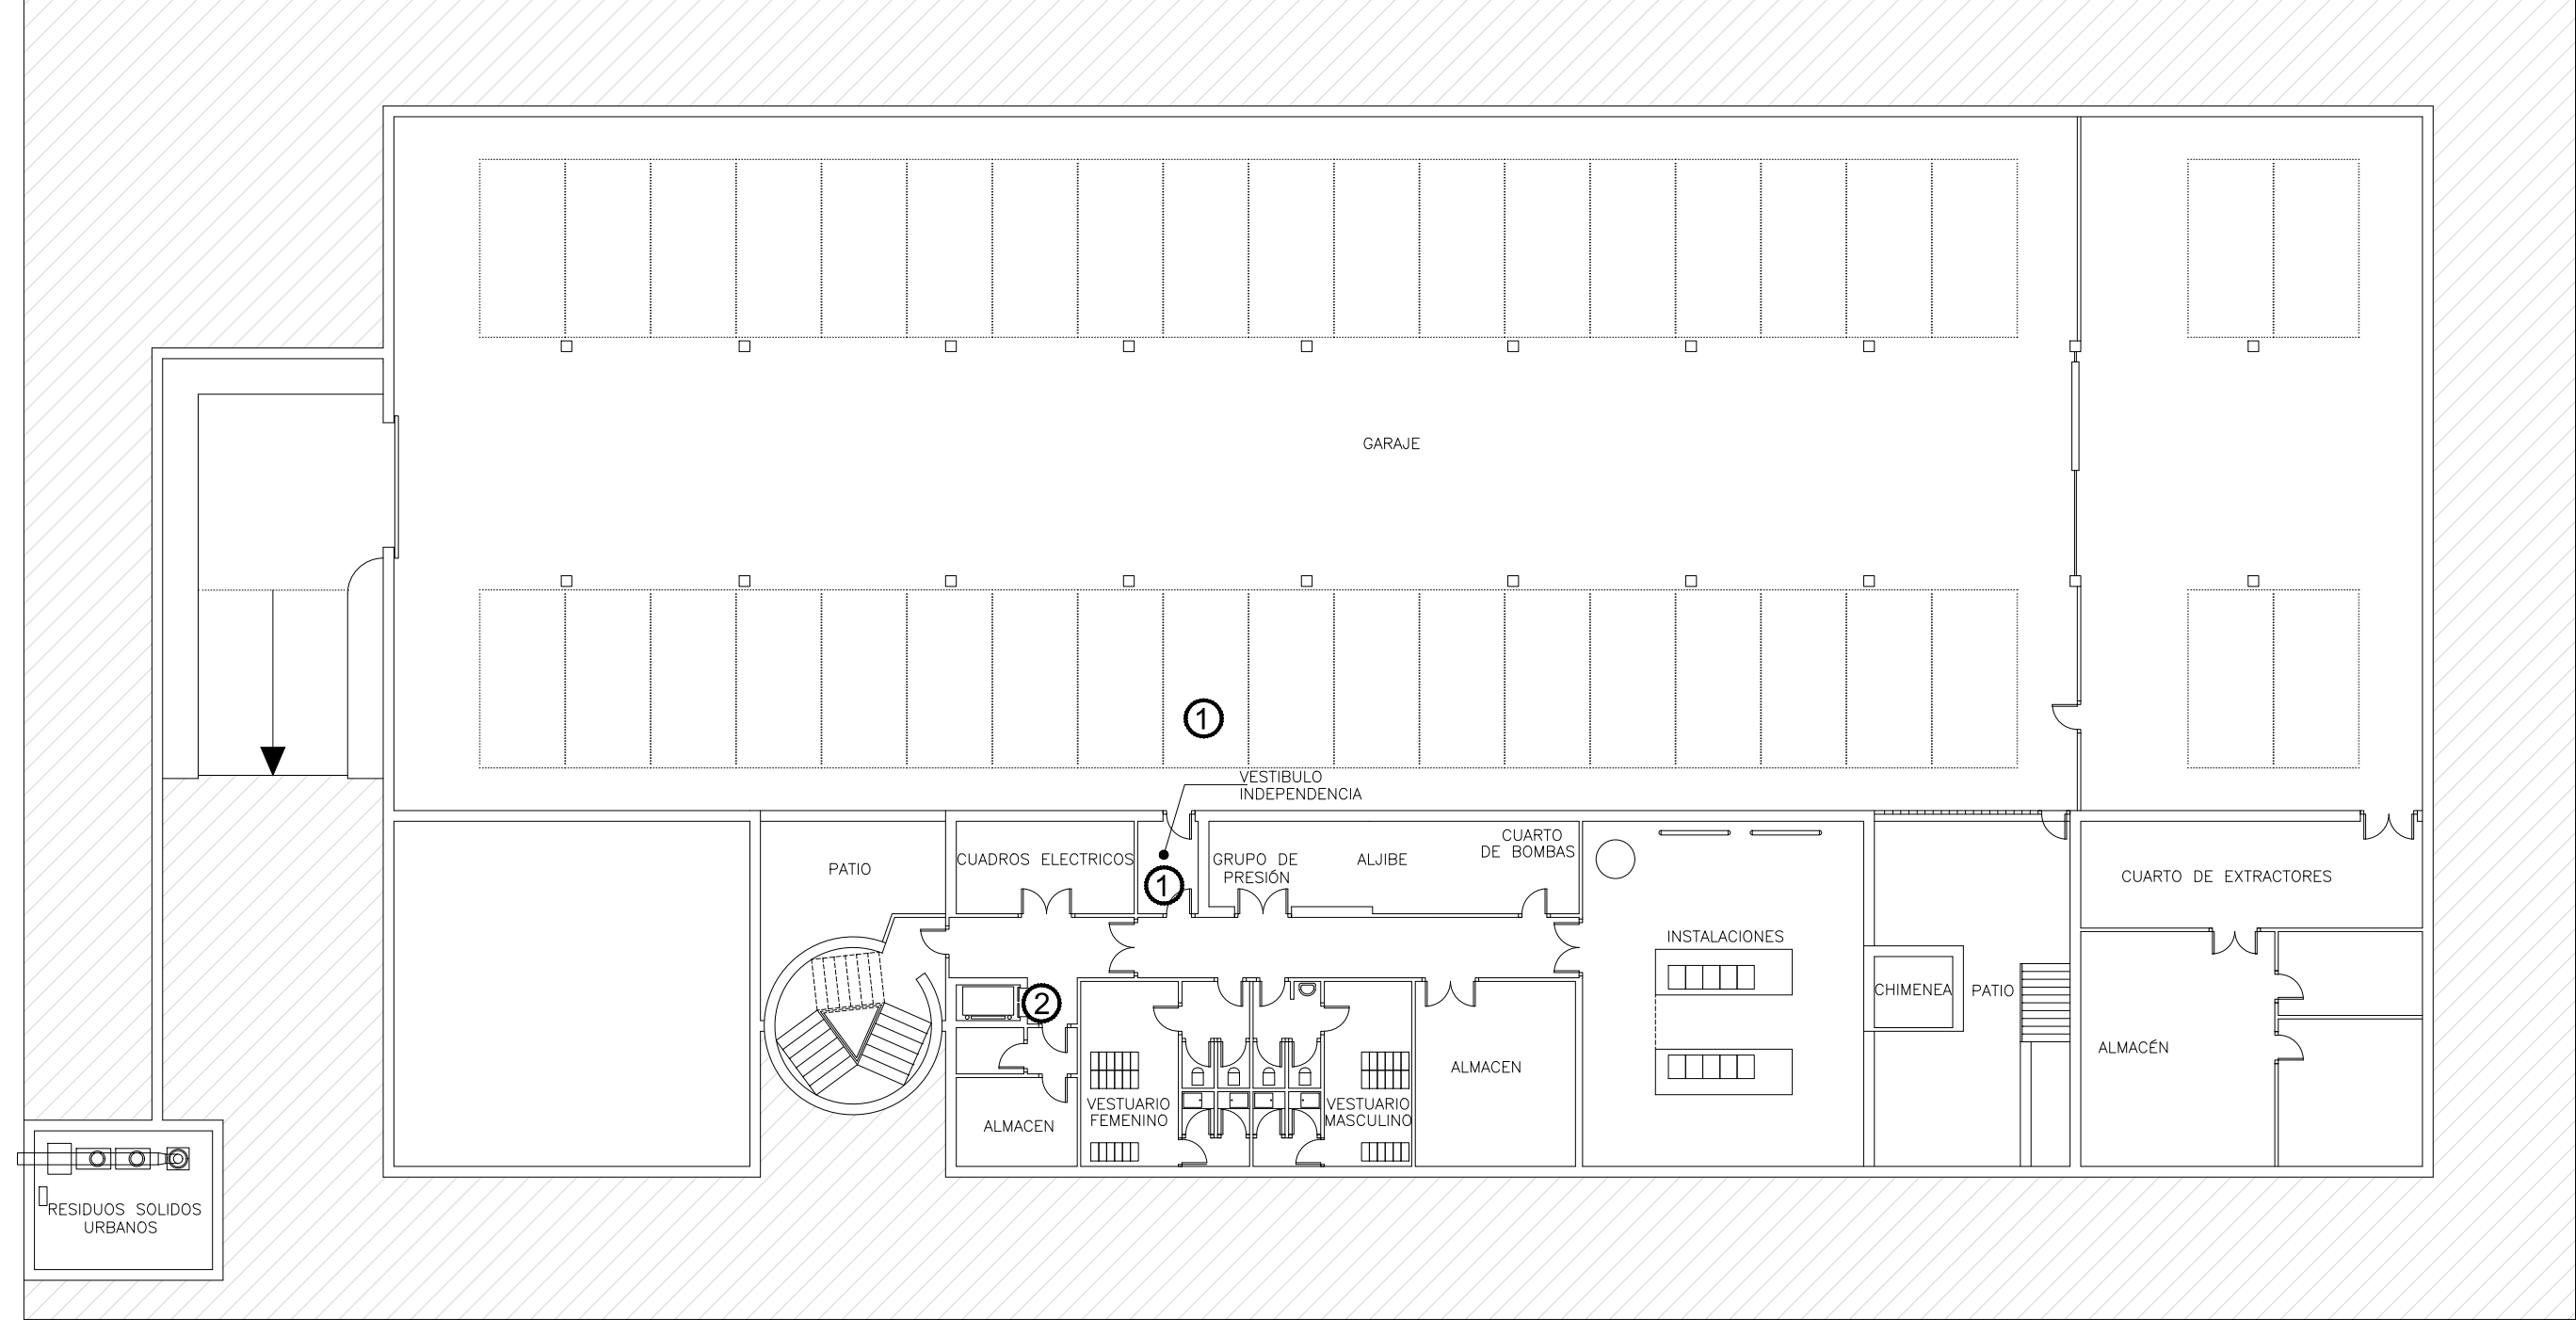 GARAJE
1
VESTIBULO
INDEPENDENCIA
PATIO
CUADROS ELECTRICOS
1
GRUPO DE
PRESIÓN
ALJIBE
CUARTO
DE BOMBAS
CUARTO DE EXTRACTORES
INSTALACIONES
2
CHIMENEA
PATIO
ALMACÉN
ALMACEN
VESTUARIO
FEMENINO
VESTUARIO
MASCULINO
ALMACEN
RESIDUOS SOLIDOS
URBANOS